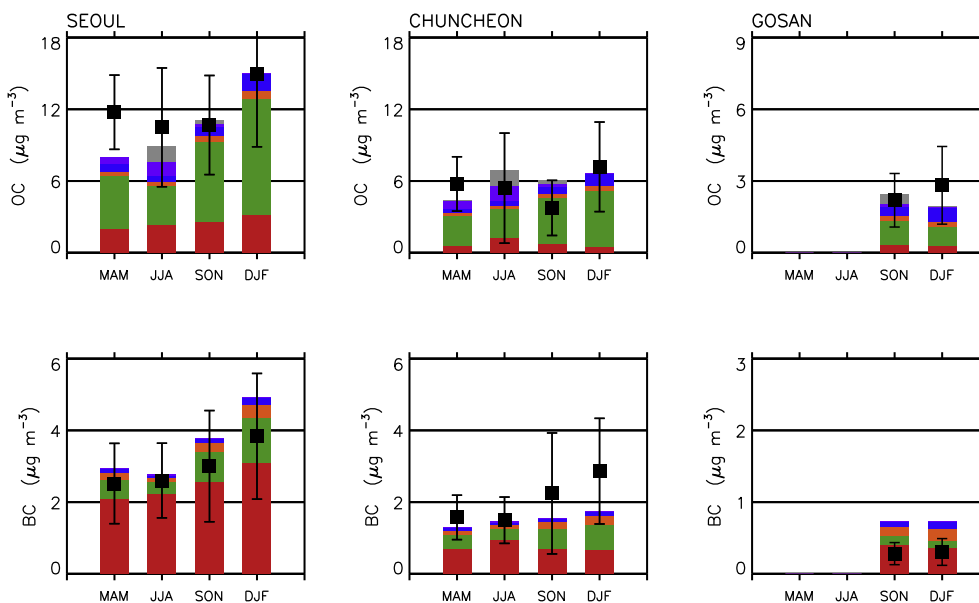 SEOUL
18
12
6
0
OC (μg m⁻³)
MAM JJA SON DJF
CHUNCHEON
18
12
6
0
OC (μg m⁻³)
MAM JJA SON DJF
GOSAN
9
6
3
0
OC (μg m⁻³)
MAM JJA SON DJF
6
4
2
0
BC (μg m⁻³)
MAM JJA SON DJF
6
4
2
0
BC (μg m⁻³)
MAM JJA SON DJF
3
2
1
0
BC (μg m⁻³)
MAM JJA SON DJF